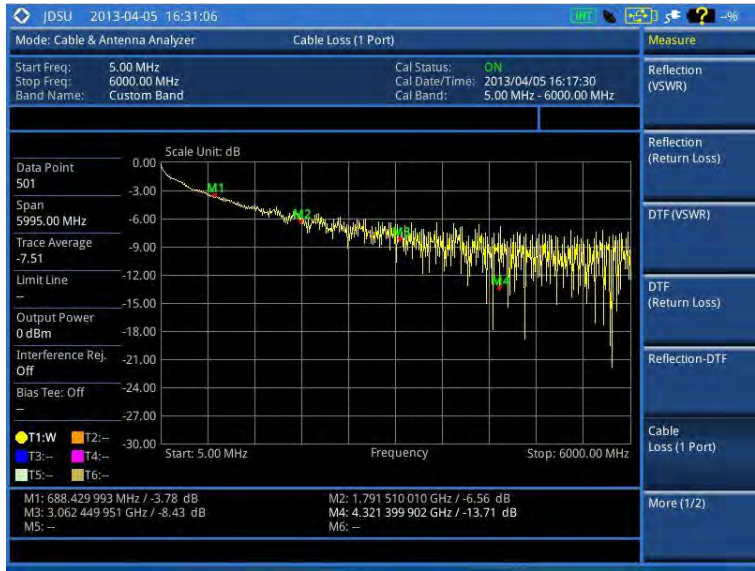 JDSU 2013-04-05 16:31:06 INT --%
Mode: Cable & Antenna Analyzer Cable Loss (1 Port)
Start Freq: 5.00 MHz Cal Status: ON
Stop Freq: 6000.00 MHz Cal Date/Time: 2013/04/05 16:17:30
Band Name: Custom Band Cal Band: 5.00 MHz - 6000.00 MHz
Data Point
501
Span
5995.00 MHz
Trace Average
-7.51
Limit Line
--
Output Power
0 dBm
Interference Rej.
Off
Bias Tee: Off
--
T1:W T2:--
T3:-- T4:--
T5:-- T6:--
Scale Unit: dB
0.00
-3.00
-6.00
-9.00
-12.00
-15.00
-18.00
-21.00
-24.00
-27.00
-30.00
M1
M2
M3
M4
Start: 5.00 MHz Frequency Stop: 6000.00 MHz
M1: 688.429 993 MHz / -3.78 dB M2: 1.791 510 010 GHz / -6.56 dB
M3: 3.062 449 951 GHz / -8.43 dB M4: 4.321 399 902 GHz / -13.71 dB
M5: -- M6: --
Measure
Reflection
(VSWR)
Reflection
(Return Loss)
DTF (VSWR)
DTF
(Return Loss)
Reflection-DTF
Cable
Loss (1 Port)
More (1/2)